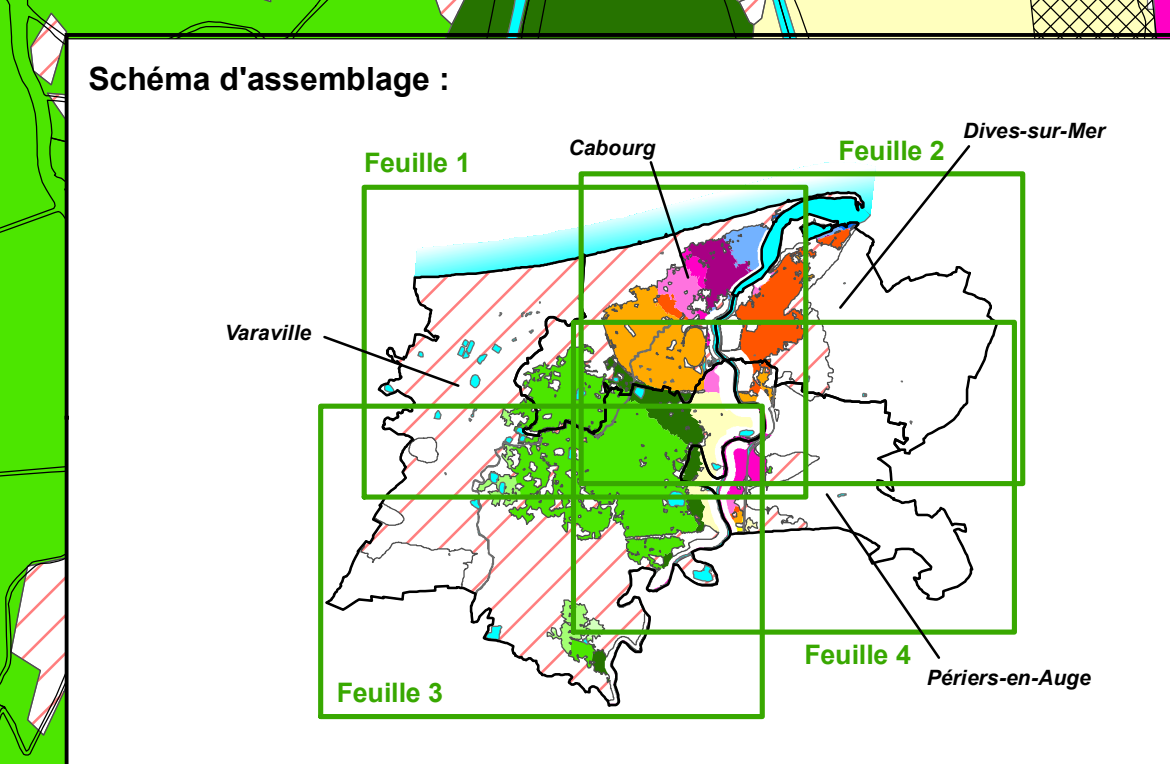 Schéma d'assemblage :
Dives-sur-Mer
Cabourg
Feuille 2
Feuille 1
Varaville
Feuille 4
Périers-en-Auge
Feuille 3